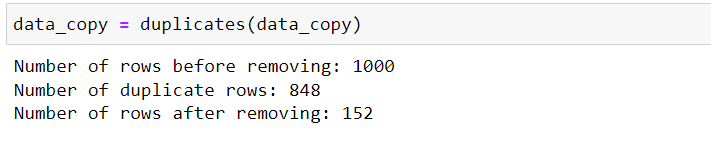 data_copy = duplicates(data_copy)
Number of rows before removing: 1000
Number of duplicate rows: 848
Number of rows after removing: 152